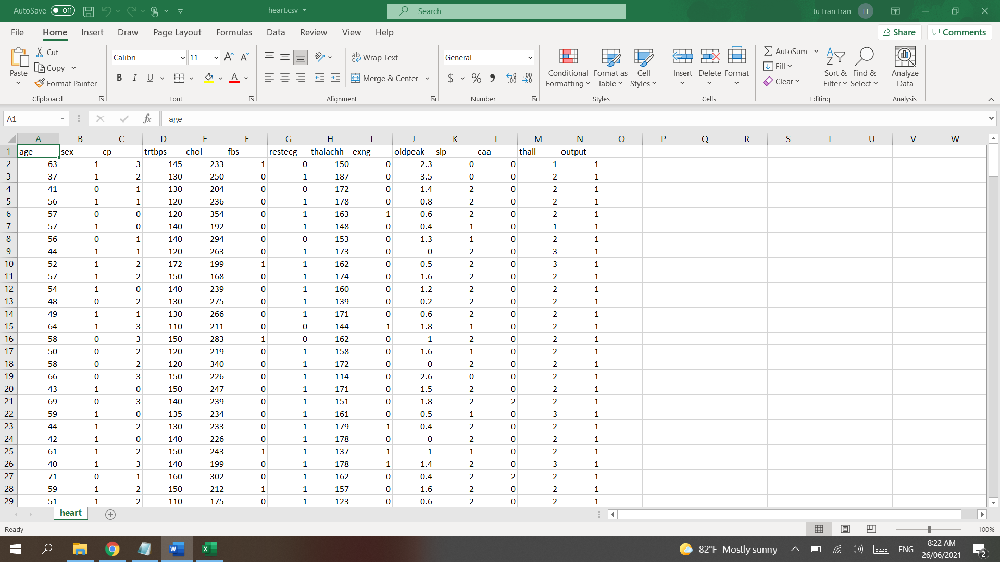 AutoSave Off heart.csv Search tu tran tran TT
File Home Insert Draw Page Layout Formulas Data Review View Help Share Comments
Paste Cut Copy Format Painter Clipboard
Calibri 11 A A B I U A Font
ab Wrap Text Merge & Center Alignment
General $ % , .00 .00 Number
Conditional Formatting Format as Table Cell Styles Styles
Insert Delete Format Cells
AutoSum Fill Clear Sort & Filter Find & Select Editing
Analyze Data Analysis
A1 fx age
A B C D E F G H I J K L M N O P Q R S T U V W
1 age sex cp trtbps chol fbs restecg thalachh exng oldpeak slp caa thall output
2 63 1 3 145 233 1 0 150 0 2.3 0 0 1 1
3 37 1 2 130 250 0 1 187 0 3.5 0 0 2 1
4 41 0 1 130 204 0 0 172 0 1.4 2 0 2 1
5 56 1 1 120 236 0 1 178 0 0.8 2 0 2 1
6 57 0 0 120 354 0 1 163 1 0.6 2 0 2 1
7 57 1 0 140 192 0 1 148 0 0.4 1 0 1 1
8 56 0 1 140 294 0 0 153 0 1.3 1 0 2 1
9 44 1 1 120 263 0 1 173 0 0 2 0 3 1
10 52 1 2 172 199 1 1 162 0 0.5 2 0 3 1
11 57 1 2 150 168 0 1 174 0 1.6 2 0 2 1
12 54 1 0 140 239 0 1 160 0 1.2 2 0 2 1
13 48 0 2 130 275 0 1 139 0 0.2 2 0 2 1
14 49 1 1 130 266 0 1 171 0 0.6 2 0 2 1
15 64 1 3 110 211 0 0 144 1 1.8 1 0 2 1
16 58 0 3 150 283 1 0 162 0 1 2 0 2 1
17 50 0 2 120 219 0 1 158 0 1.6 1 0 2 1
18 58 0 2 120 340 0 1 172 0 0 2 0 2 1
19 66 0 3 150 226 0 1 114 0 2.6 0 0 2 1
20 43 1 0 150 247 0 1 171 0 1.5 2 0 2 1
21 69 0 3 140 239 0 1 151 0 1.8 2 2 2 1
22 59 1 0 135 234 0 1 161 0 0.5 1 0 3 1
23 44 1 2 130 233 0 1 179 1 0.4 2 0 2 1
24 42 1 0 140 226 0 1 178 0 0 2 0 2 1
25 61 1 2 150 243 1 1 137 1 1 1 0 2 1
26 40 1 3 140 199 0 1 178 1 1.4 2 0 3 1
27 71 0 1 160 302 0 1 162 0 0.4 2 2 2 1
28 59 1 2 150 212 1 1 157 0 1.6 2 0 2 1
29 51 1 2 110 175 0 1 123 0 0.6 2 0 2 1
heart
Ready 100%
82°F Mostly sunny ENG 8:22 AM 26/06/2021 2